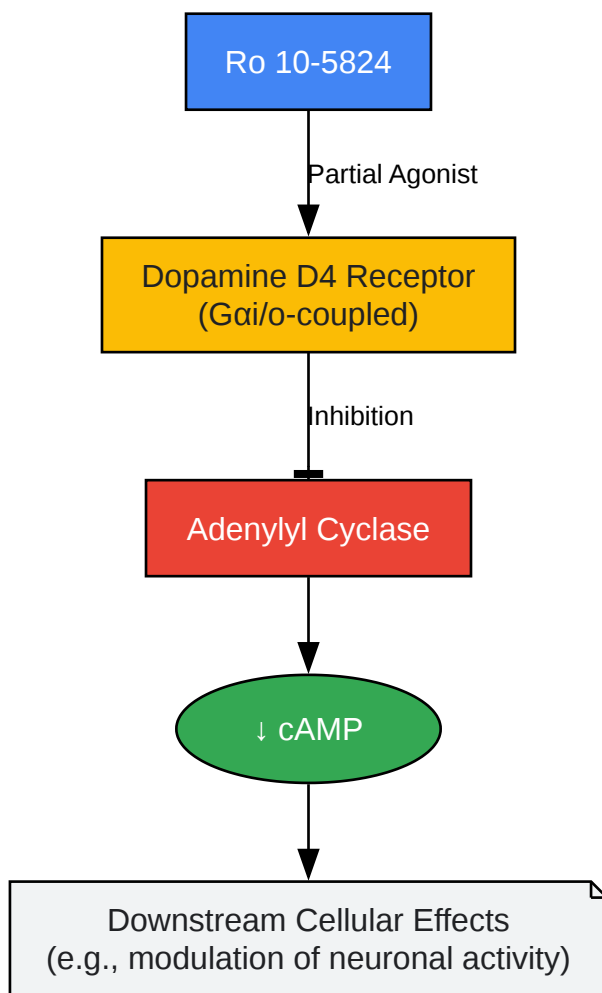 Ro 10-5824
Partial Agonist
Dopamine D4 Receptor
(Gαi/o-coupled)
Inhibition
Adenylyl Cyclase
↓ cAMP
Downstream Cellular Effects
(e.g., modulation of neuronal activity)